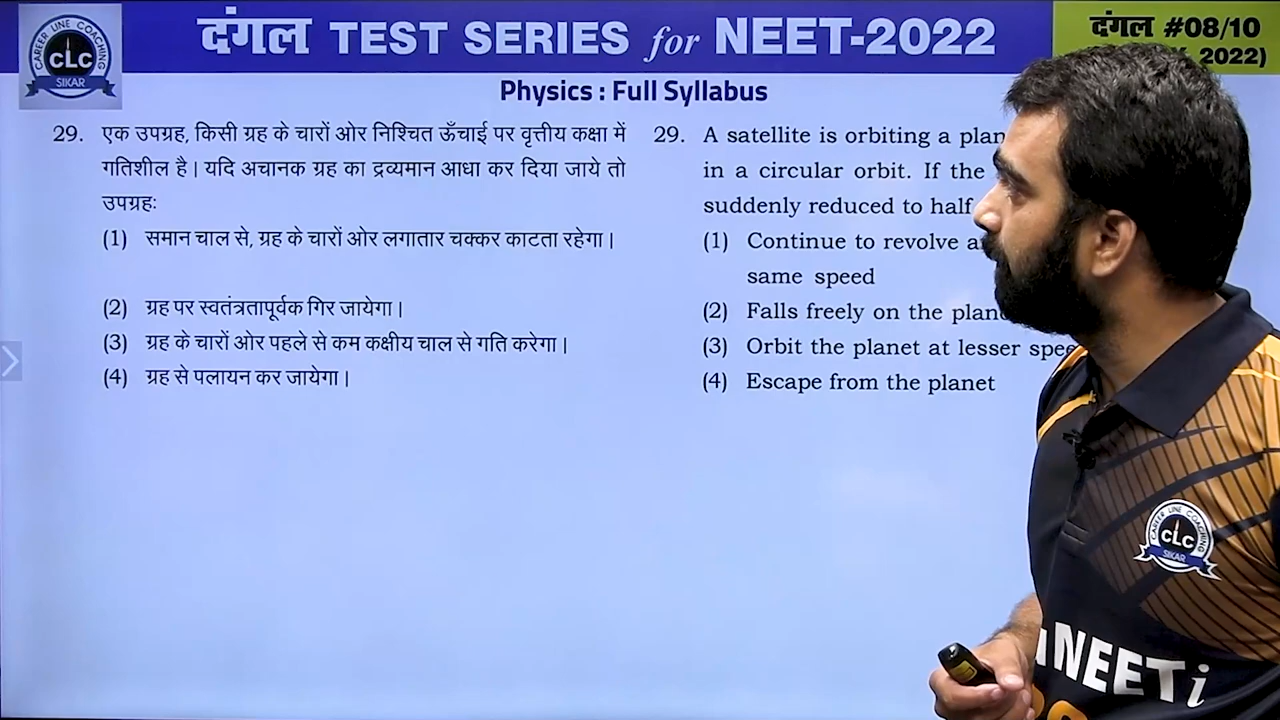 दंगल TEST SERIES for NEET-2022
दंगल #08/10
2022)
CAREER LINE COACHING
CLC
SIKAR
Physics : Full Syllabus
29. एक उपग्रह, किसी ग्रह के चारों ओर निश्चित ऊँचाई पर वृत्तीय कक्षा में
गतिशील है। यदि अचानक ग्रह का द्रव्यमान आधा कर दिया जाये तो
उपग्रहः
(1) समान चाल से, ग्रह के चारों ओर लगातार चक्कर काटता रहेगा।
(2) ग्रह पर स्वतंत्रतापूर्वक गिर जायेगा।
(3) ग्रह के चारों ओर पहले से कम कक्षीय चाल से गति करेगा।
(4) ग्रह से पलायन कर जायेगा।
29. A satellite is orbiting a plan
in a circular orbit. If the
suddenly reduced to half
(1) Continue to revolve a
same speed
(2) Falls freely on the plan
(3) Orbit the planet at lesser spee
(4) Escape from the planet
CAREER LINE COACHING
CLC
SIKAR
NEETi